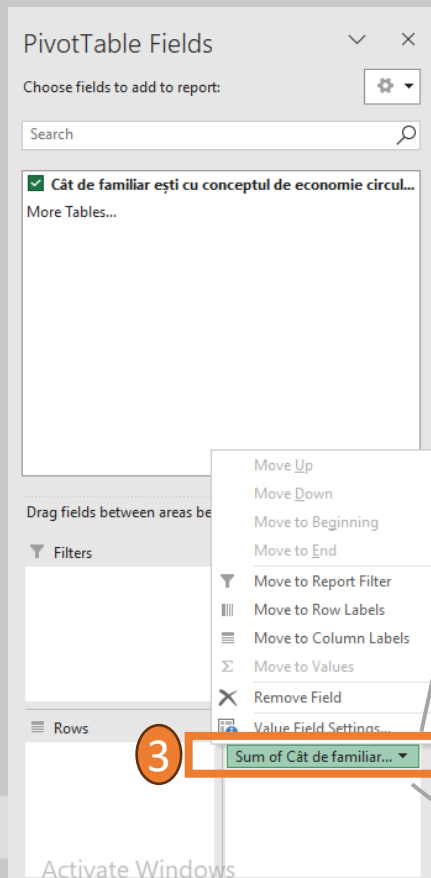 PivotTable Fields
Choose fields to add to report:
Search
Cât de familiar ești cu conceptul de economie circul...
More Tables...
Move Up
Move Down
Drag fields between areas be
Move to Beginning
Filters
Move to End
Move to Report Filter
Move to Row Labels
Move to Column Labels
Σ Move to Values
Remove Field
Rows
Value Field Settings...
3
Sum of Cât de familiar...
Activate Windows